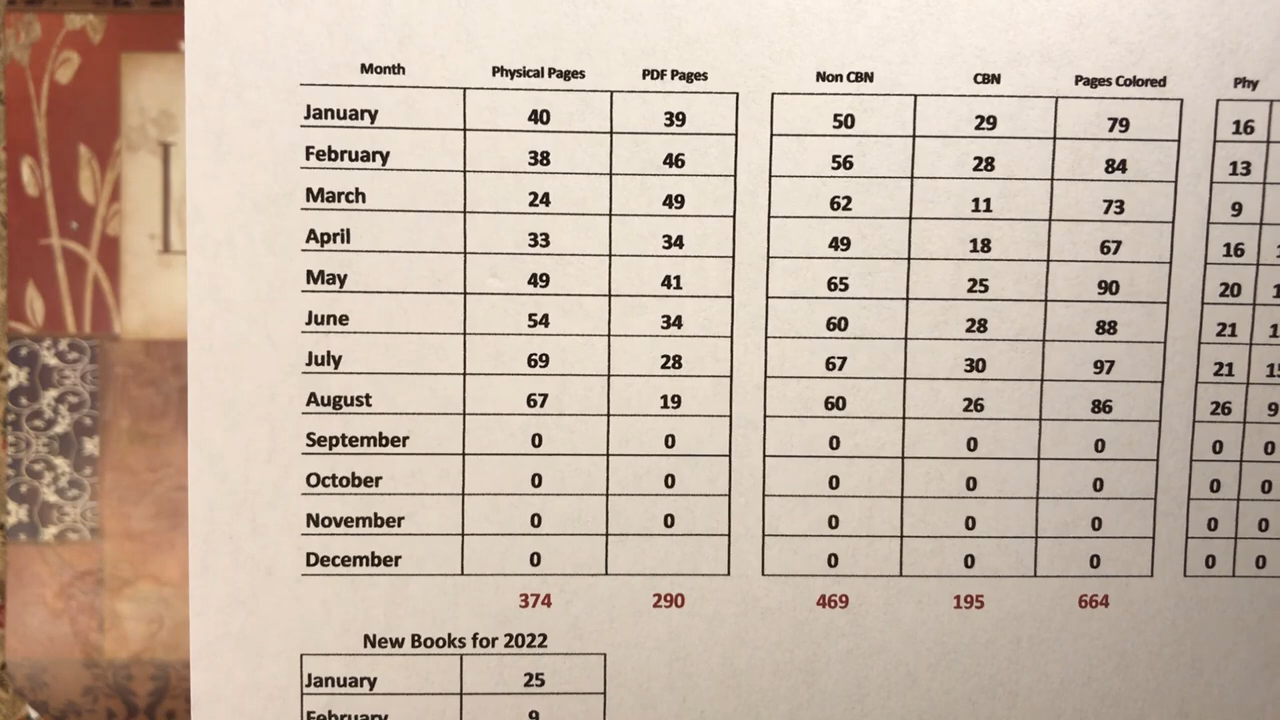 Month Physical Pages PDF Pages Non CBN CBN Pages Colored Phy
January 40 39 50 29 79 16
February 38 46 56 28 84 13
March 24 49 62 11 73 9
April 33 34 49 18 67 16
May 49 41 65 25 90 20
June 54 34 60 28 88 21
July 69 28 67 30 97 21
August 67 19 60 26 86 26 9
September 0 0 0 0 0 0 0
October 0 0 0 0 0 0 0
November 0 0 0 0 0 0 0
December 0 0 0 0 0 0
374 290 469 195 664
New Books for 2022
January 25
February 9